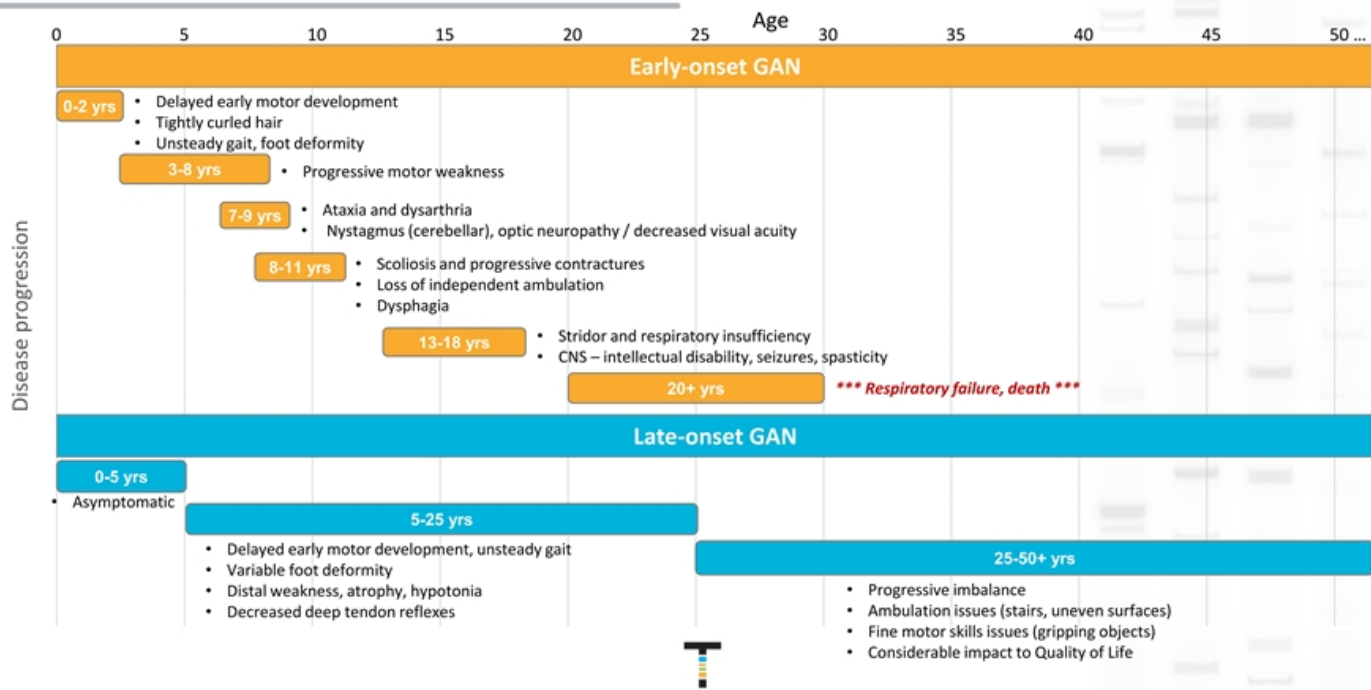 Age
0 5 10 15 20 25 30 35 40 45 50 ...
Early-onset GAN
Disease progression
0-2 yrs
• Delayed early motor development
• Tightly curled hair
• Unsteady gait, foot deformity
3-8 yrs
• Progressive motor weakness
7-9 yrs
• Ataxia and dysarthria
• Nystagmus (cerebellar), optic neuropathy / decreased visual acuity
8-11 yrs
• Scoliosis and progressive contractures
• Loss of independent ambulation
• Dysphagia
13-18 yrs
• Stridor and respiratory insufficiency
• CNS – intellectual disability, seizures, spasticity
20+ yrs
*** Respiratory failure, death ***
Late-onset GAN
0-5 yrs
• Asymptomatic
5-25 yrs
• Delayed early motor development, unsteady gait
• Variable foot deformity
• Distal weakness, atrophy, hypotonia
• Decreased deep tendon reflexes
25-50+ yrs
• Progressive imbalance
• Ambulation issues (stairs, uneven surfaces)
• Fine motor skills issues (gripping objects)
• Considerable impact to Quality of Life